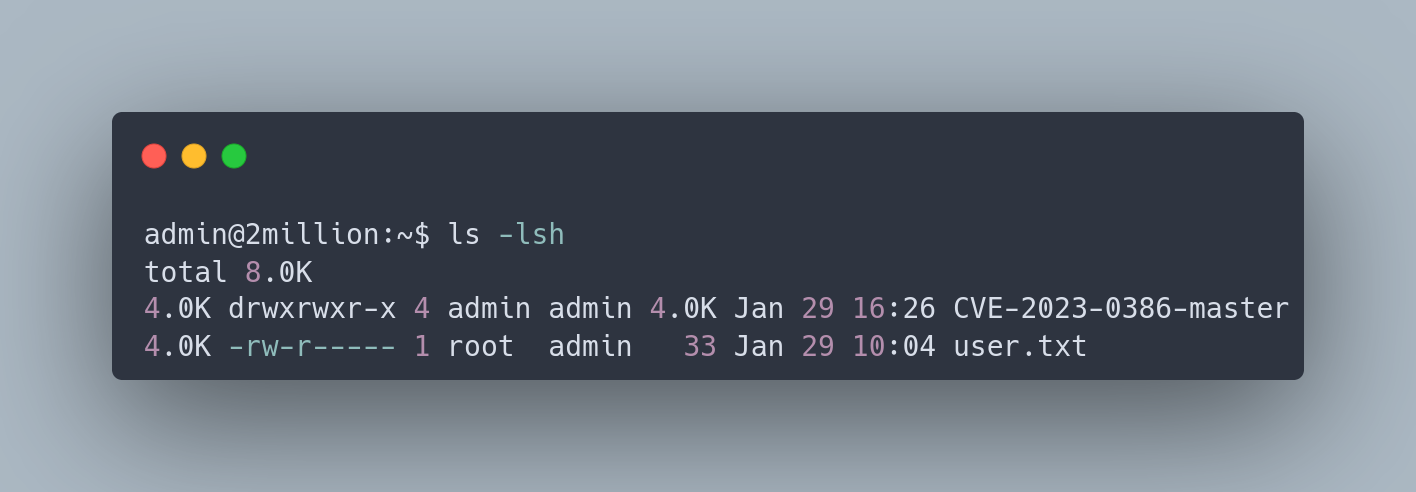 admin@2million:~$ ls -lsh
total 8.0K
4.0K drwxrwxr-x 4 admin admin 4.0K Jan 29 16:26 CVE-2023-0386-master
4.0K -rw-r----- 1 root  admin   33 Jan 29 10:04 user.txt